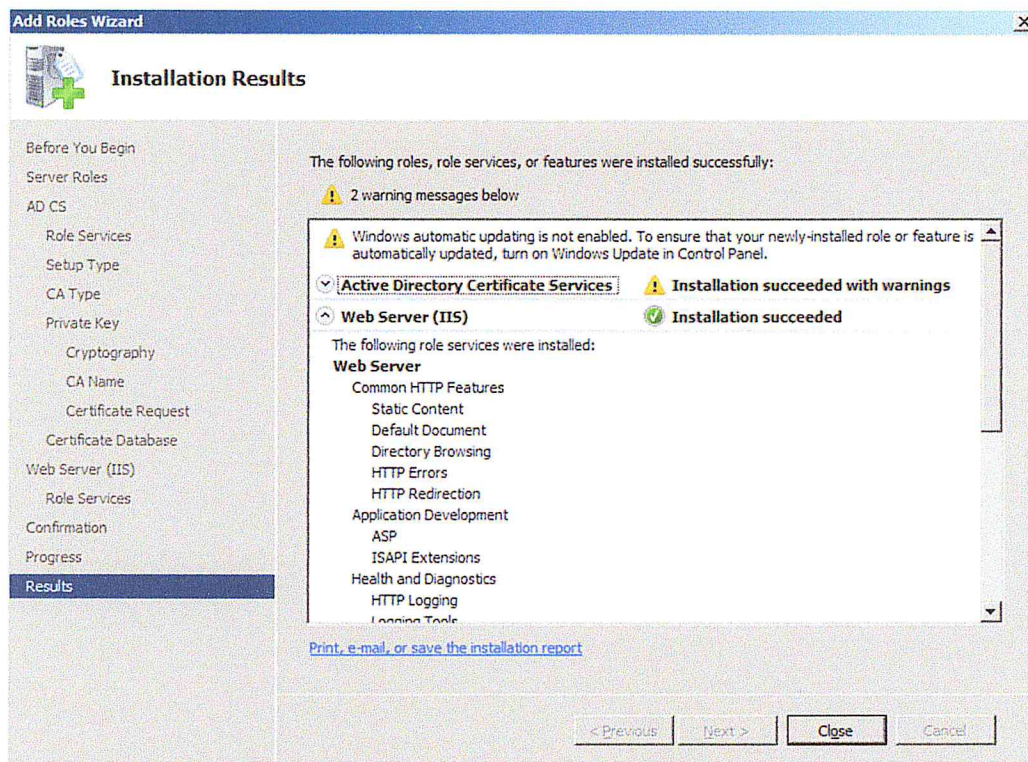 Add Roles Wizard
Installation Results
Before You Begin
Server Roles
AD CS
Role Services
Setup Type
CA Type
Private Key
Cryptography
CA Name
Certificate Request
Certificate Database
Web Server (IIS)
Role Services
Confirmation
Progress
Results
The following roles, role services, or features were installed successfully:
2 warning messages below
Windows automatic updating is not enabled. To ensure that your newly-installed role or feature is
automatically updated, turn on Windows Update in Control Panel.
Active Directory Certificate Services Installation succeeded with warnings
Web Server (IIS) Installation succeeded
The following role services were installed:
Web Server
Common HTTP Features
Static Content
Default Document
Directory Browsing
HTTP Errors
HTTP Redirection
Application Development
ASP
ISAPI Extensions
Health and Diagnostics
HTTP Logging
Logging Tools
Print, e-mail, or save the installation report
< Previous Next > Close Cancel